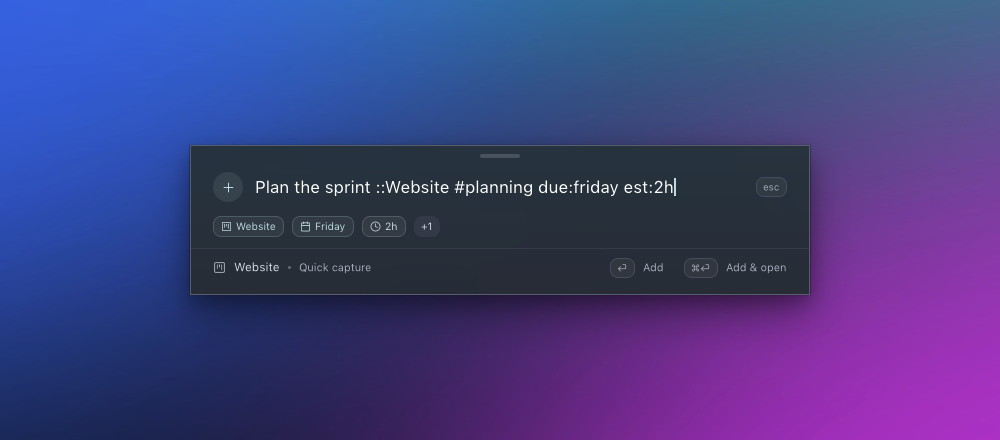 Plan the sprint ::Website #planning due:friday est:2h esc
Website Friday 2h +1
Website • Quick capture ⏎ Add ⌘⏎ Add & open